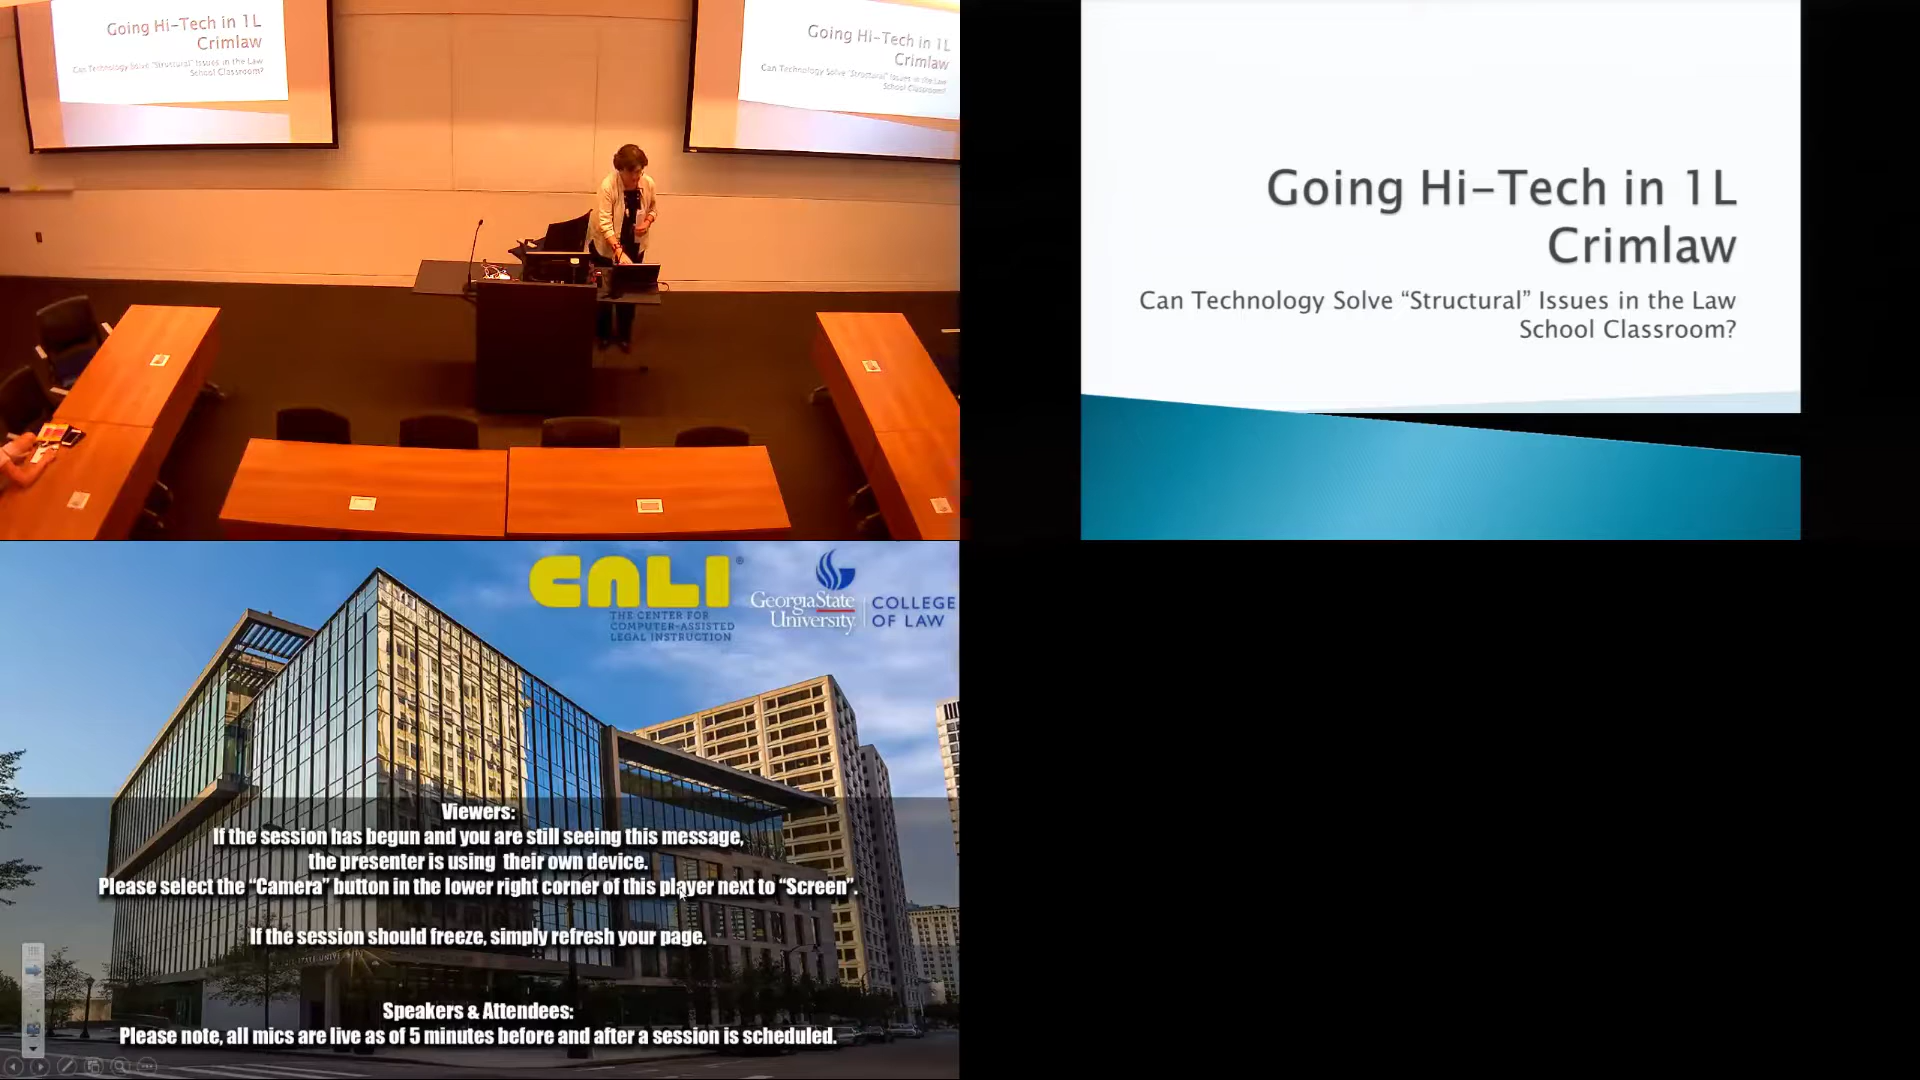 Going Hi-Tech in 1L
Crimlaw
Can Technology Solve "Structural" Issues in the Law
School Classroom?
Going Hi-Tech in 1L
Crimlaw
Can Technology Solve "Structural" Issues in the Law
School Classroom?
Going Hi-Tech in 1L
Crimlaw
Can Technology Solve “Structural” Issues in the Law
School Classroom?
CALI®
THE CENTER FOR
COMPUTER-ASSISTED
LEGAL INSTRUCTION
GeorgiaState
University
COLLEGE
OF LAW
Viewers:
If the session has begun and you are still seeing this message,
the presenter is using their own device.
Please select the “Camera” button in the lower right corner of this player next to “Screen”.
If the session should freeze, simply refresh your page.
Speakers & Attendees:
Please note, all mics are live as of 5 minutes before and after a session is scheduled.